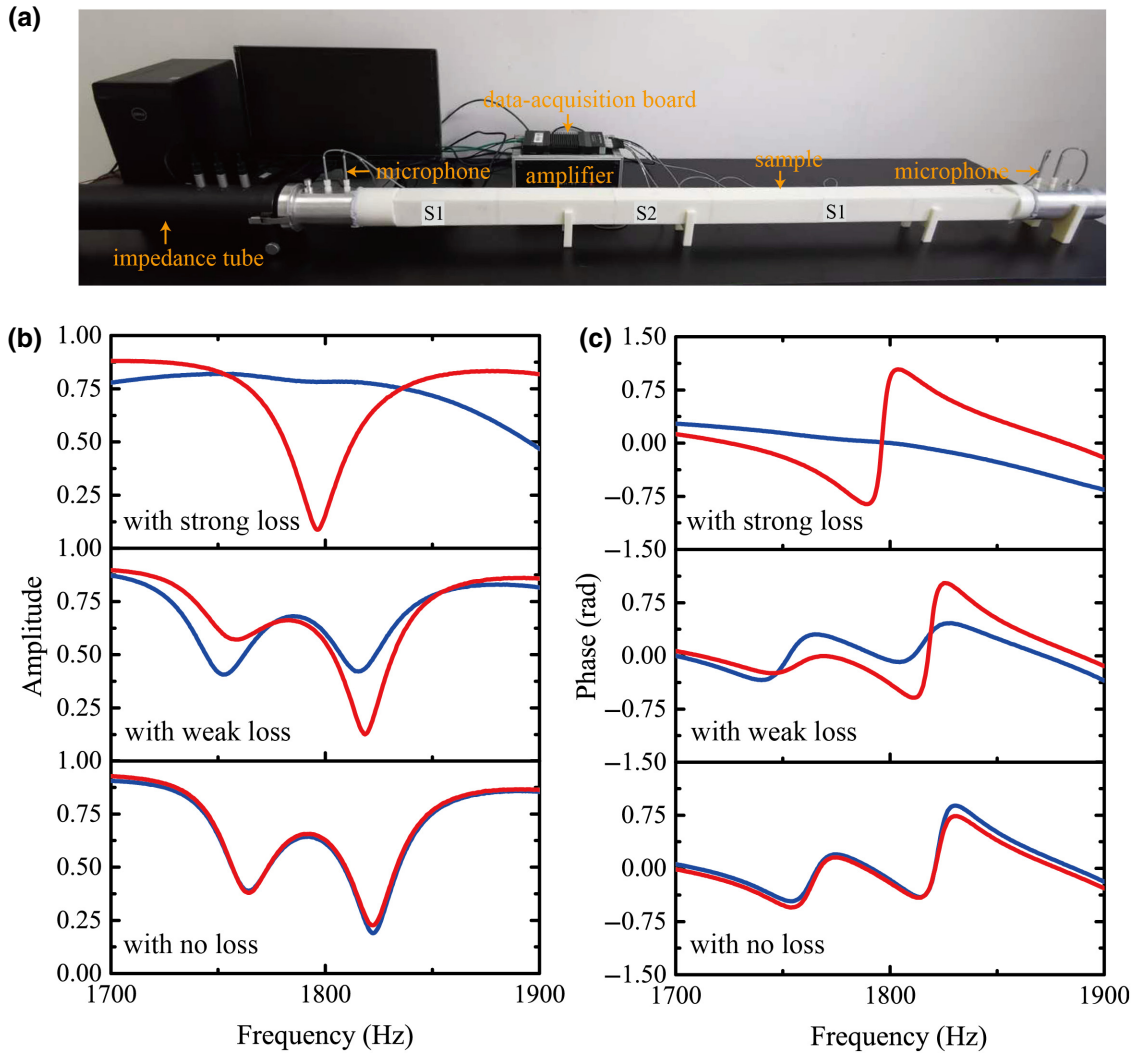 (a)
data-acquisition board
microphone
amplifier
sample
microphone
S1
S2
S1
impedance tube
(b)
1.00
0.75
0.50
0.25
with strong loss
1.00
0.75
0.50
0.25
with weak loss
1.00
0.75
0.50
0.25
with no loss
0.00
Amplitude
1700
1800
1900
Frequency (Hz)
(c)
1.50
0.75
0.00
−0.75
with strong loss
−1.50
0.75
0.00
−0.75
with weak loss
−1.50
0.75
0.00
−0.75
with no loss
−1.50
Phase (rad)
1700
1800
1900
Frequency (Hz)